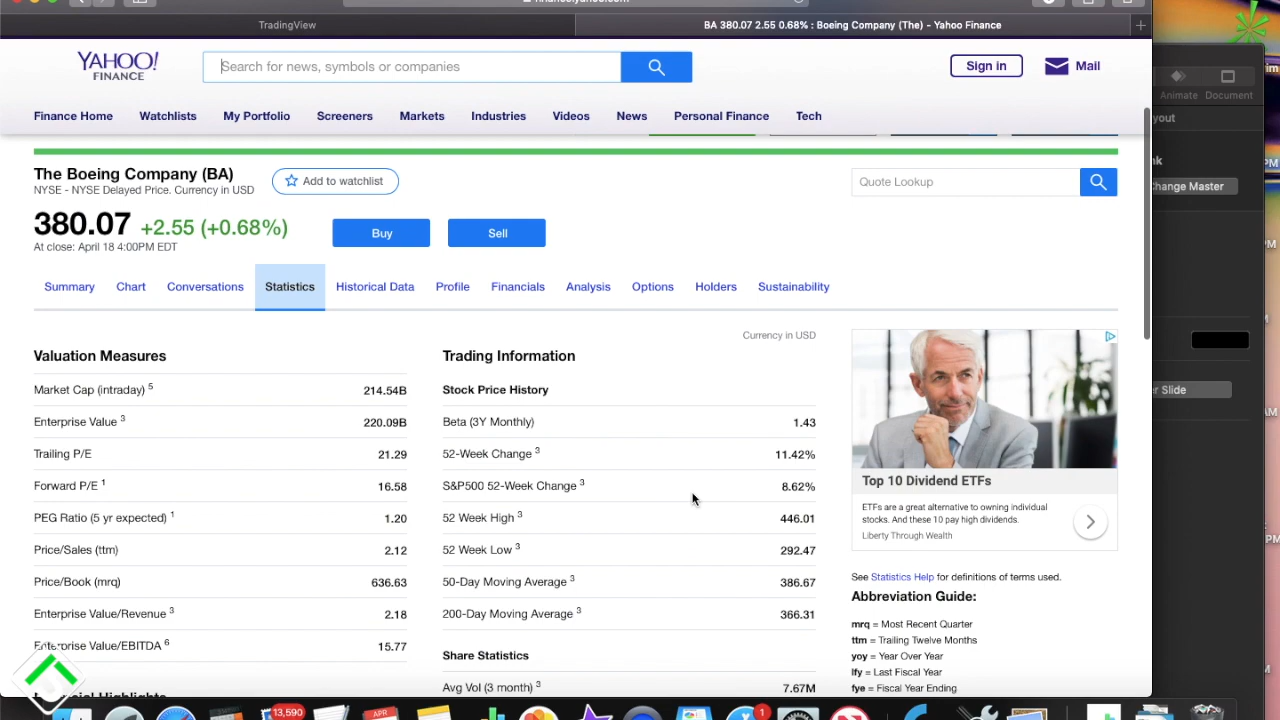 TradingView
BA 380.07 2.55 0.68% : Boeing Company (The) - Yahoo Finance
YAHOO!
FINANCE
Search for news, symbols or companies
Sign in
Mail
Finance Home Watchlists My Portfolio Screeners Markets Industries Videos News Personal Finance Tech
The Boeing Company (BA)
Add to watchlist
NYSE - NYSE Delayed Price. Currency in USD
Quote Lookup
380.07 +2.55 (+0.68%)
At close: April 18 4:00PM EDT
Buy
Sell
Summary Chart Conversations Statistics Historical Data Profile Financials Analysis Options Holders Sustainability
Currency in USD
Valuation Measures
Market Cap (intraday) 5 214.54B
Enterprise Value 3 220.09B
Trailing P/E 21.29
Forward P/E 1 16.58
PEG Ratio (5 yr expected) 1 1.20
Price/Sales (ttm) 2.12
Price/Book (mrq) 636.63
Enterprise Value/Revenue 3 2.18
Enterprise Value/EBITDA 6 15.77
Trading Information
Stock Price History
Beta (3Y Monthly) 1.43
52-Week Change 3 11.42%
S&P500 52-Week Change 3 8.62%
52 Week High 3 446.01
52 Week Low 3 292.47
50-Day Moving Average 3 386.67
200-Day Moving Average 3 366.31
Share Statistics
Avg Vol (3 month) 3 7.67M
Top 10 Dividend ETFs
ETFs are a great alternative to owning individual
stocks. And these 10 pay high dividends.
Liberty Through Wealth
See Statistics Help for definitions of terms used.
Abbreviation Guide:
mrq = Most Recent Quarter
ttm = Trailing Twelve Months
yoy = Year Over Year
lfy = Last Fiscal Year
fye = Fiscal Year Ending
Animate Document
Change Master
13,590
APR
1